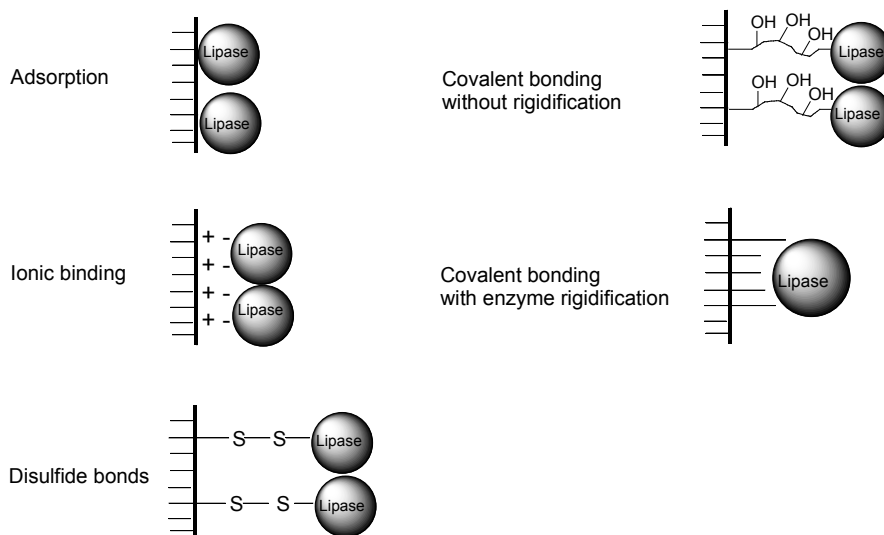 Adsorption
Lipase
Lipase
Covalent bonding
without rigidification
OH
OH
OH
Lipase
OH
OH
OH
Lipase
Ionic binding
+ -
+ -
+ -
+ -
Lipase
Lipase
Covalent bonding
with enzyme rigidification
Lipase
Disulfide bonds
S S Lipase
S S Lipase